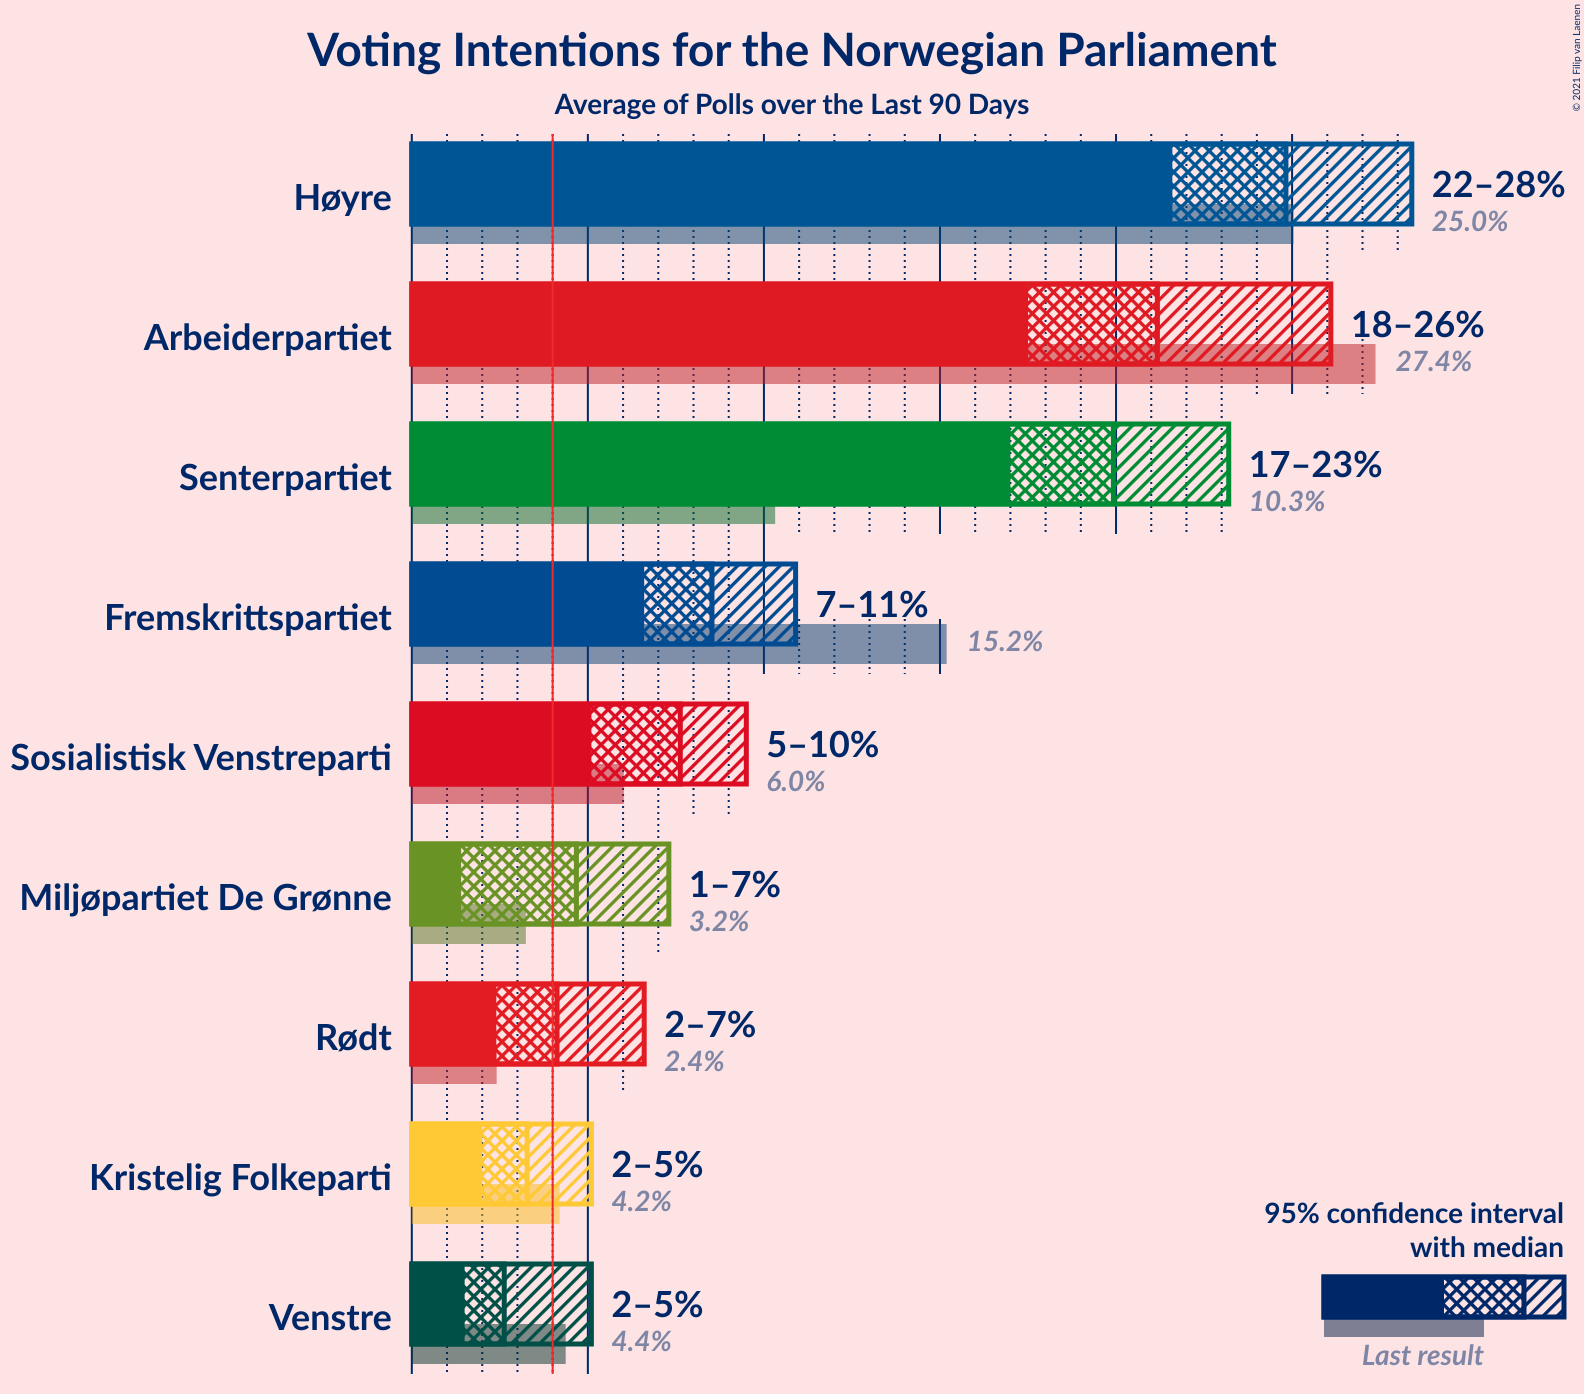 Voting Intentions for the Norwegian Parliament
Average of Polls over the Last 90 Days
© 2021 Filip van Laenen
Høyre
22–28%
25.0%
Arbeiderpartiet
18–26%
27.4%
Senterpartiet
17–23%
10.3%
Fremskrittspartiet
7–11%
15.2%
Sosialistisk Venstreparti
5–10%
6.0%
Miljøpartiet De Grønne
1–7%
3.2%
Rødt
2–7%
2.4%
Kristelig Folkeparti
2–5%
4.2%
Venstre
2–5%
4.4%
95% confidence interval
with median
Last result